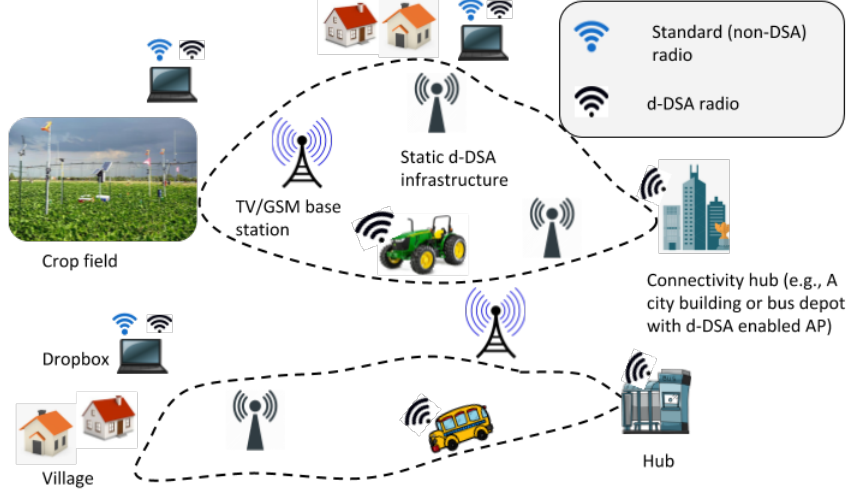 Standard (non-DSA)
radio
d-DSA radio
Static d-DSA
infrastructure
TV/GSM base
station
Crop field
Connectivity hub (e.g., A
city building or bus depot
with d-DSA enabled AP)
Dropbox
Village
Hub